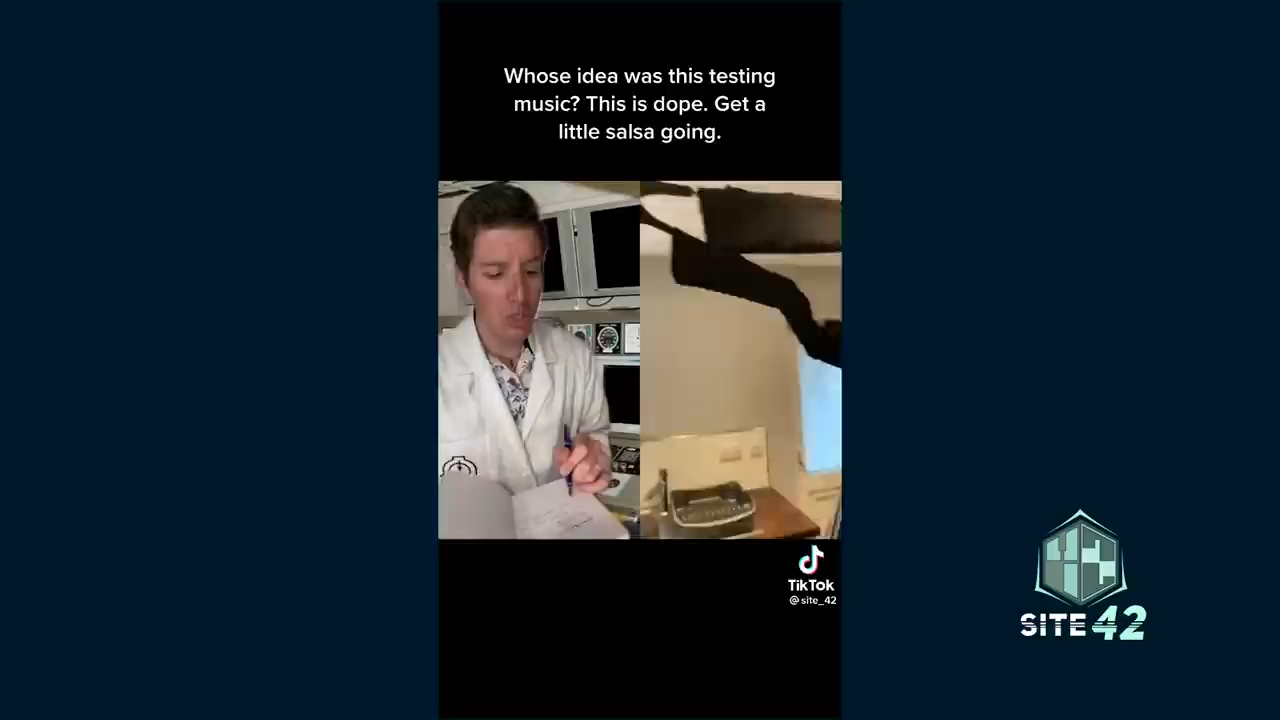 Whose idea was this testing
music? This is dope. Get a
little salsa going.
TikTok
@site_42
SITE 42